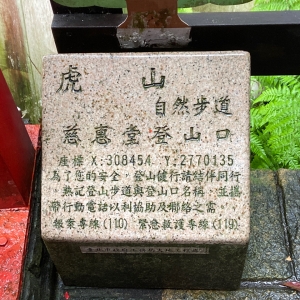 虎山
自然步道
慈惠堂登山口
座標 X:308454 Y:2770135
為了您的安全,登山健行請結伴同行
熟記登山步道與登山口名稱,並攜
帶行動電話以利協助及聯絡之需
報案專線(110) 緊急救護專線(119)